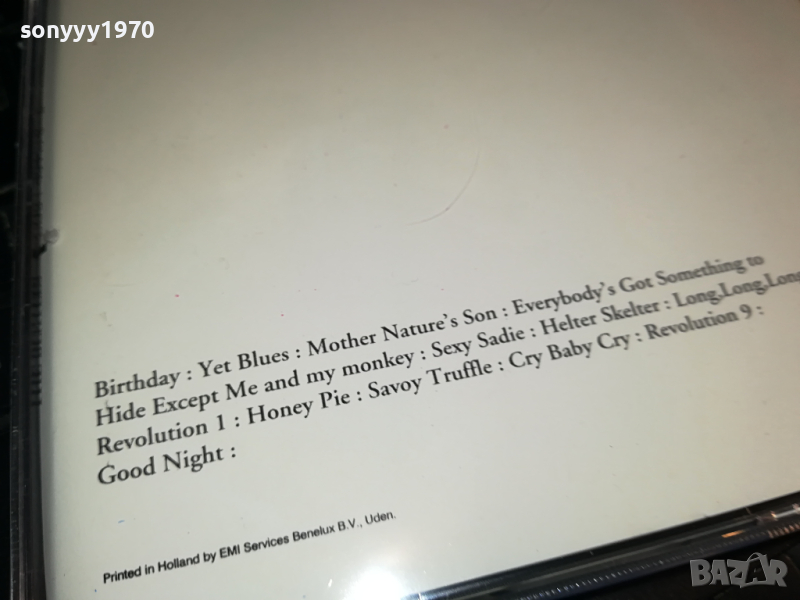 sonyyy1970
Birthday : Yet Blues : Mother Nature's Son : Everybody's Got Something to
Hide Except Me and my monkey : Sexy Sadie : Helter Skelter : Long,Long,Long
Revolution 1 : Honey Pie : Savoy Truffle : Cry Baby Cry : Revolution 9 :
Good Night :
Printed in Holland by EMI Services Benelux B.V., Uden.
BAZAR